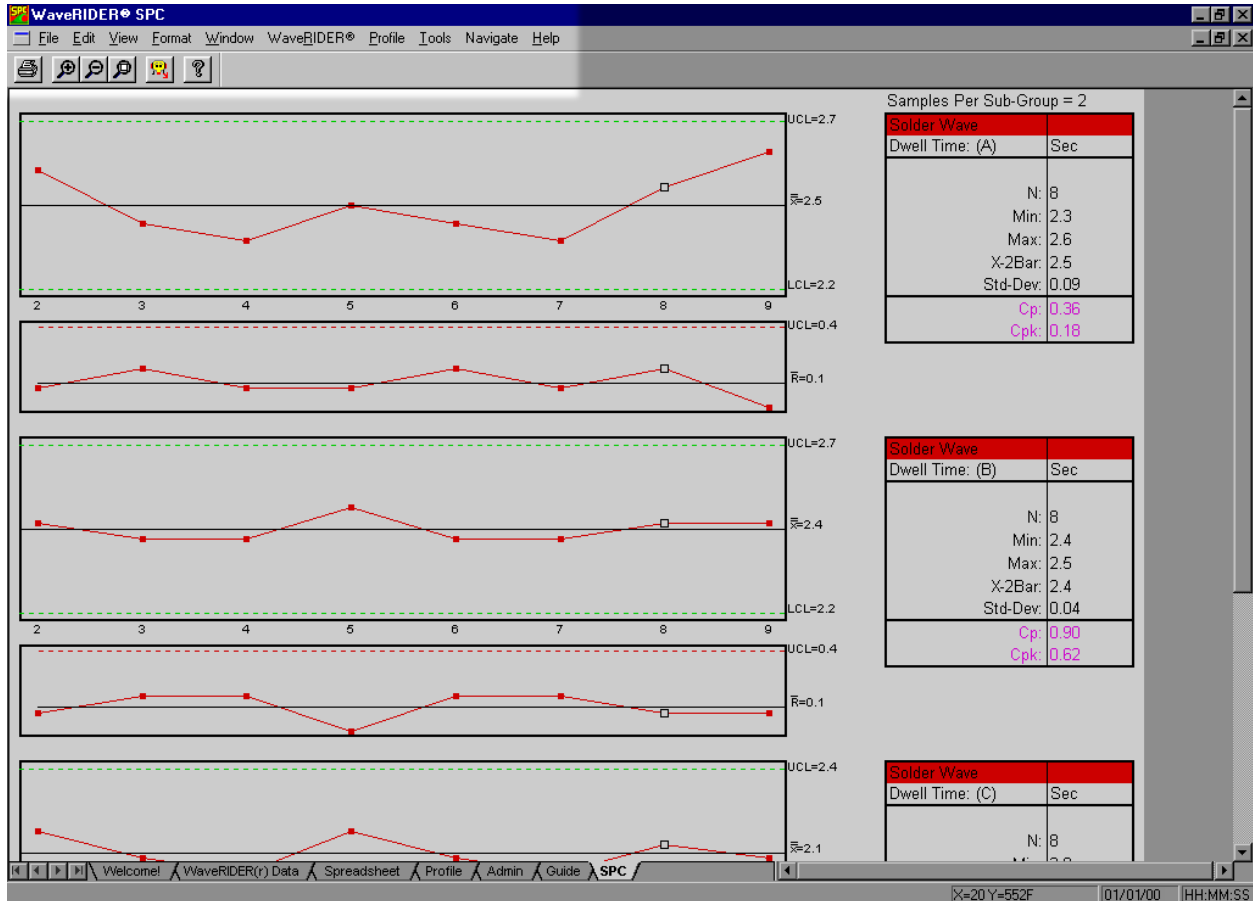 WaveRIDER® SPC
File Edit View Format Window WaveRIDER® Profile Tools Navigate Help
Samples Per Sub-Group = 2
UCL=2.7
X=2.5
LCL=2.2
2 3 4 5 6 7 8 9
UCL=0.4
R=0.1
Solder Wave
Dwell Time: (A) Sec
N: 8
Min: 2.3
Max: 2.6
X-2Bar: 2.5
Std-Dev: 0.09
Cp: 0.36
Cpk: 0.18
UCL=2.7
X=2.4
LCL=2.2
2 3 4 5 6 7 8 9
UCL=0.4
R=0.1
Solder Wave
Dwell Time: (B) Sec
N: 8
Min: 2.4
Max: 2.5
X-2Bar: 2.4
Std-Dev: 0.04
Cp: 0.90
Cpk: 0.62
UCL=2.4
X=2.1
Solder Wave
Dwell Time: (C) Sec
N: 8
Welcome! WaveRIDER(r) Data Spreadsheet Profile Admin Guide SPC
X=20 Y=552F 01/01/00 HH:MM:SS